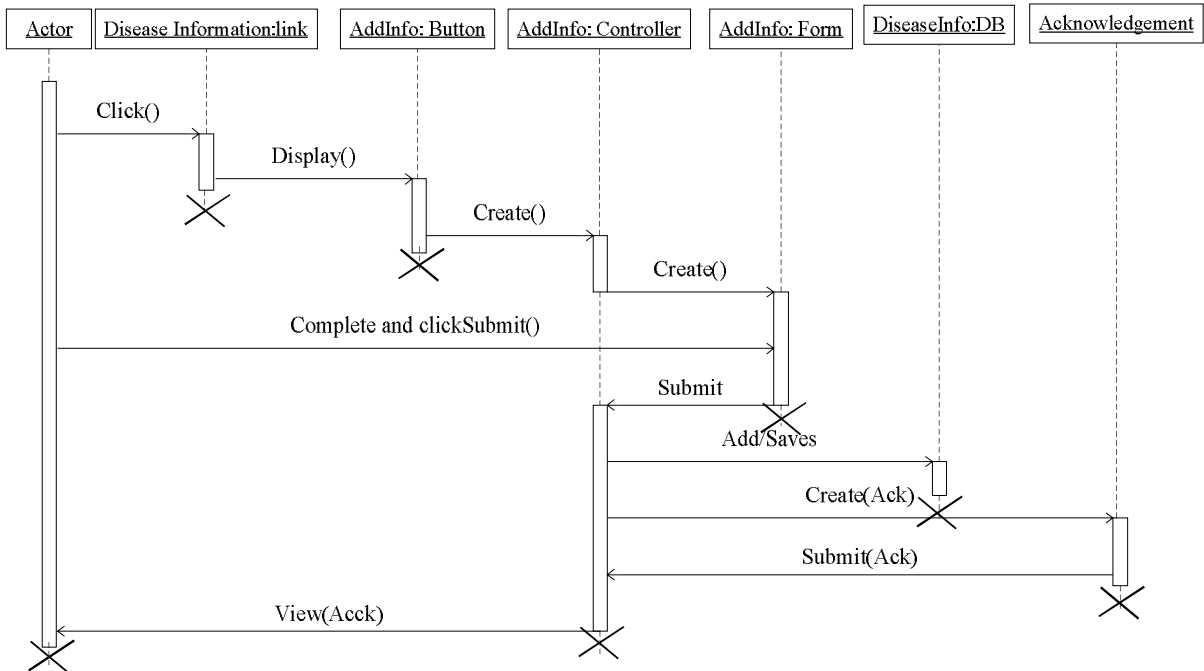 Actor
Disease Information:link
AddInfo: Button
AddInfo: Controller
AddInfo: Form
DiseaseInfo:DB
Acknowledgement
Click()
Display()
Create()
Create()
Complete and clickSubmit()
Submit
Add/Saves
Create(Ack)
Submit(Ack)
View(Acck)